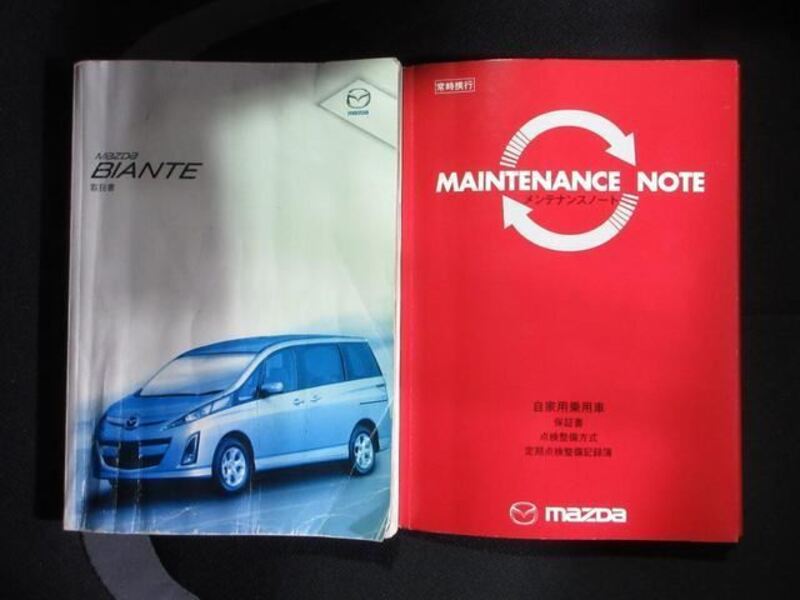 mazda
Mazda
BIANTE
取扱書
常時携行
MAINTENANCE NOTE
メンテナンスノート
自家用乗用車
保証書
点検整備方式
定期点検整備記録簿
mazda